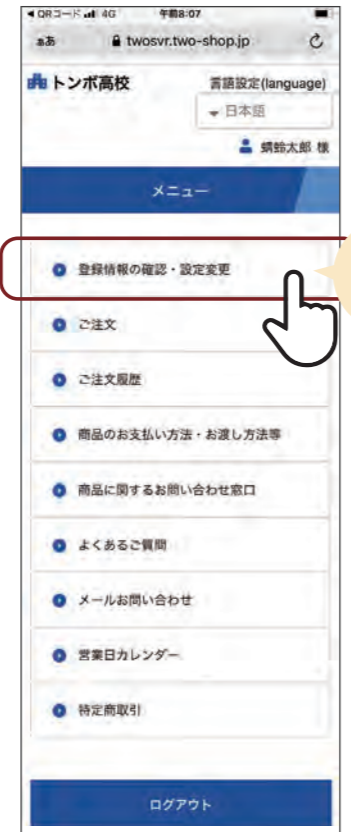 ◀ QRコード 4G 午前8:07
ぁあ twosvr.two-shop.jp
トンボ高校 言語設定(language)
日本語
蜻蛉太郎 様
メニュー
登録情報の確認・設定変更
ご注文
ご注文履歴
商品のお支払い方法・お渡し方法等
商品に関するお問い合わせ窓口
よくあるご質問
メールお問い合わせ
営業日カレンダー
特定商取引
ログアウト